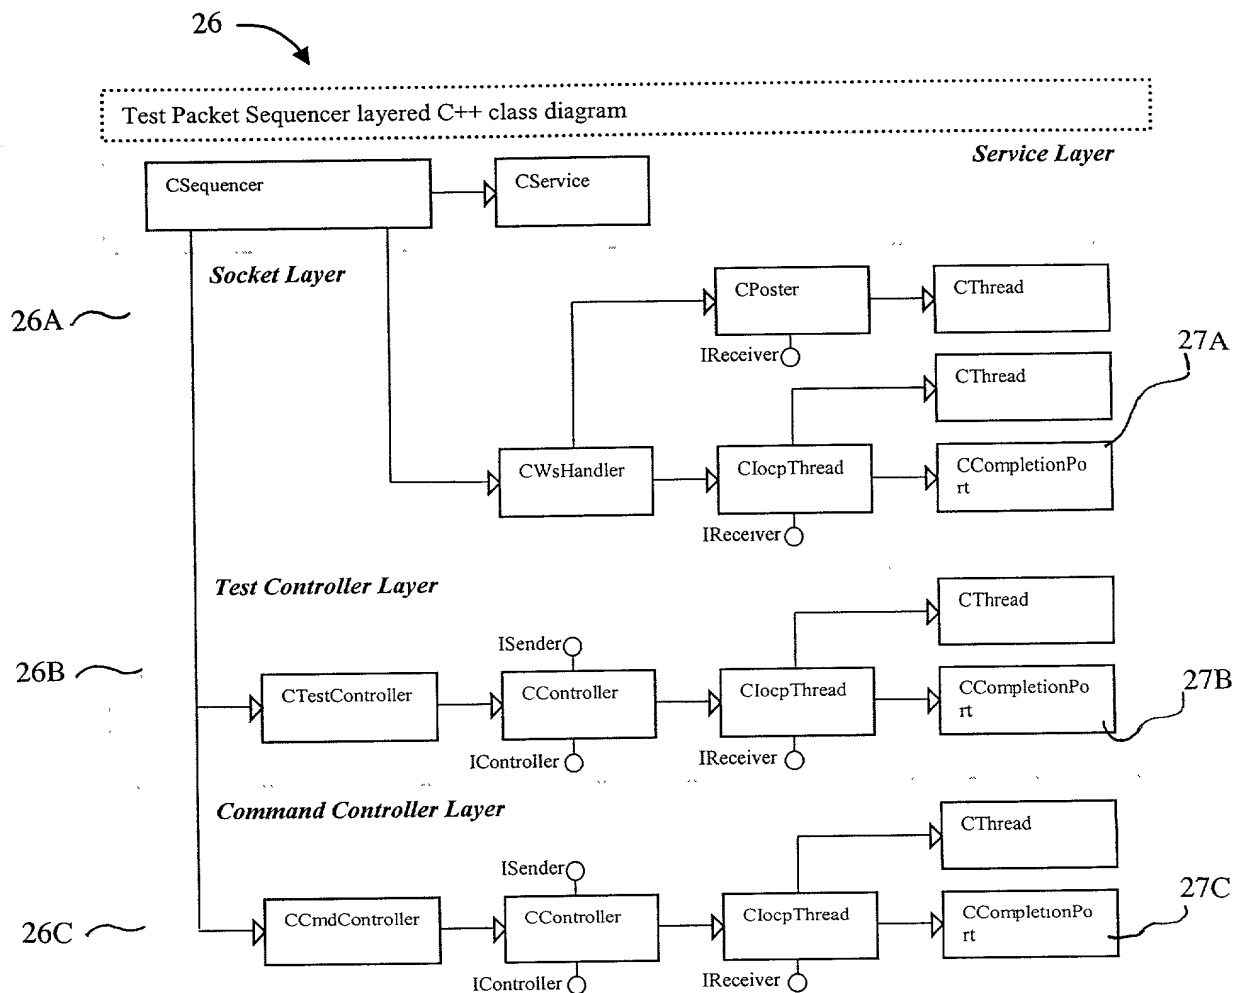 26
Test Packet Sequencer layered C++ class diagram
Service Layer
CSequencer
CService
Socket Layer
26A
CPoster
CThread
IReceiver
27A
CThread
CWsHandler
CIocpThread
CCompletionPo
rt
IReceiver
Test Controller Layer
CThread
ISender
26B
CTestController
CController
CIocpThread
CCompletionPo
rt
27B
IController
IReceiver
Command Controller Layer
CThread
ISender
26C
CCmdController
CController
CIocpThread
CCompletionPo
rt
27C
IController
IReceiver